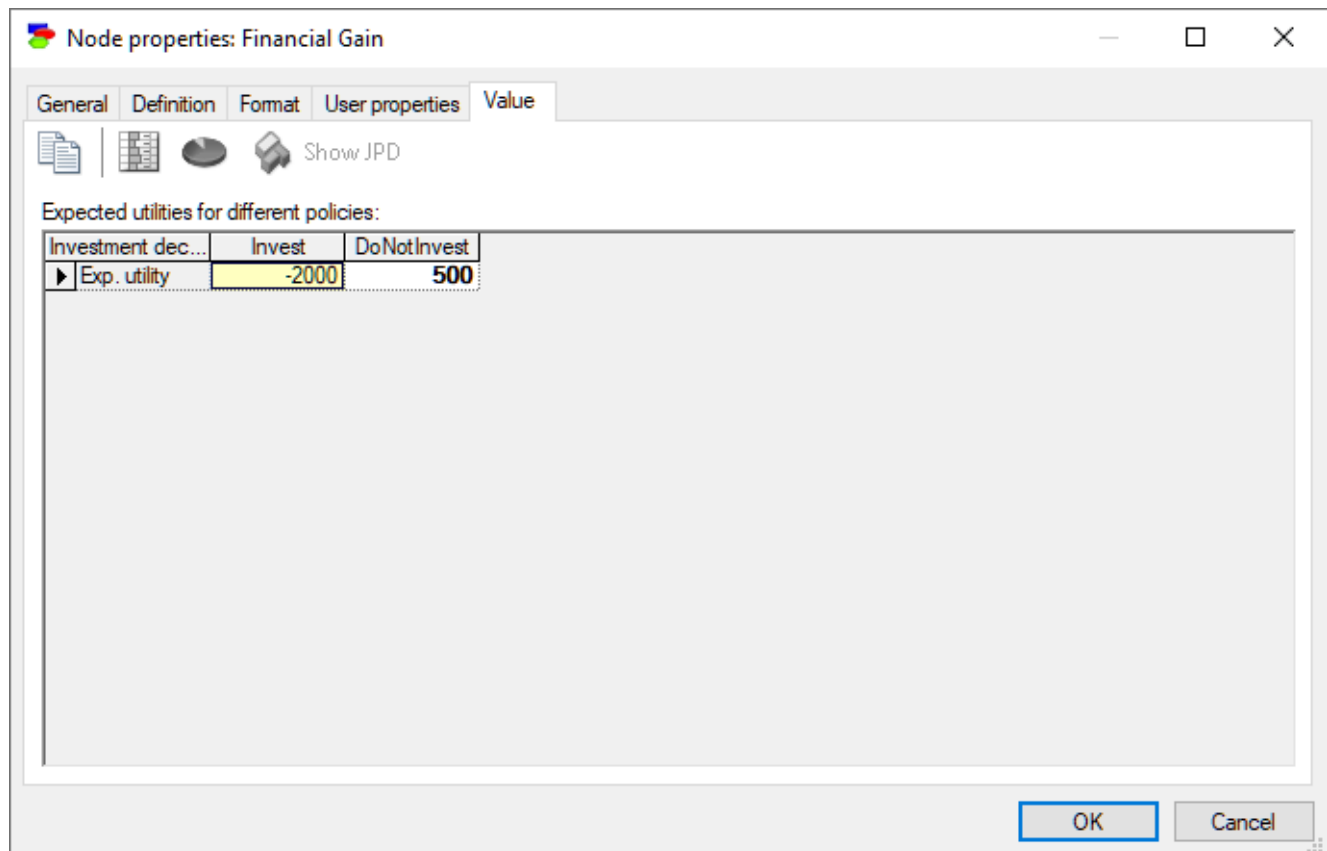 Node properties: Financial Gain
General Definition Format User properties Value
Show JPD
Expected utilities for different policies:
Investment dec... Invest DoNotInvest
Exp. utility -2000 500
OK Cancel